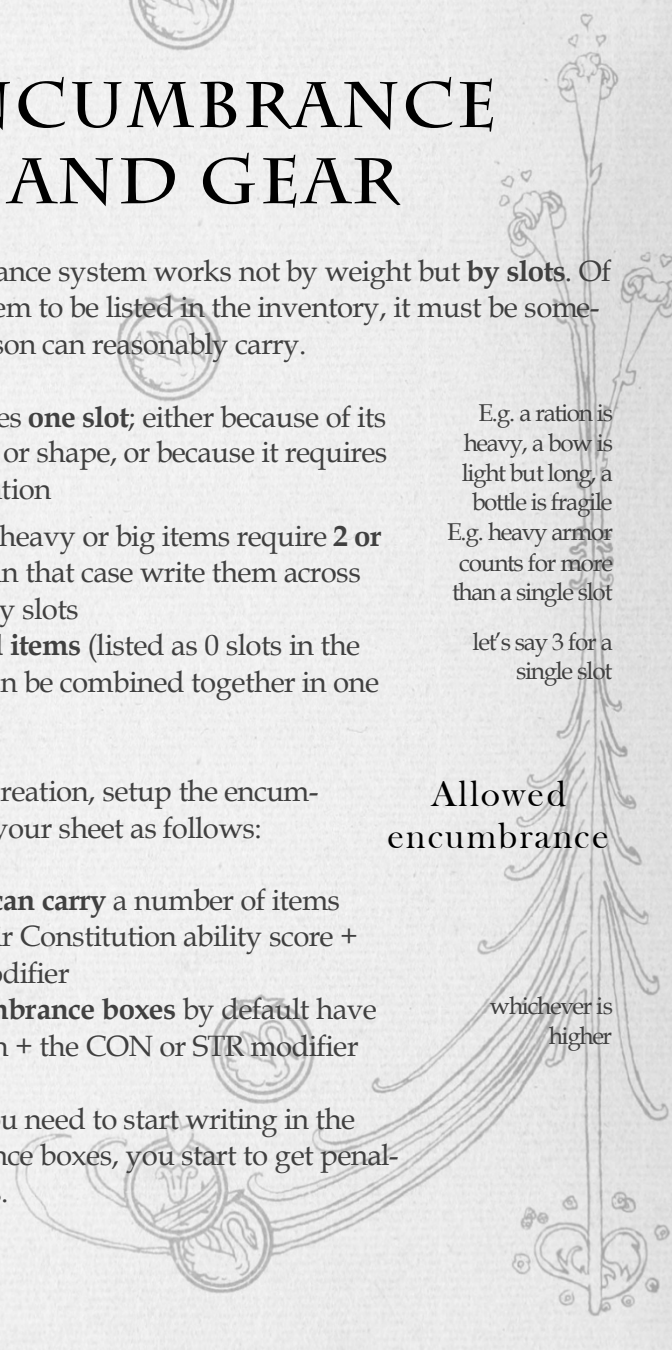 NCUMBRANCE
AND GEAR
ance system works not by weight but by slots. Of
em to be listed in the inventory, it must be some-
son can reasonably carry.
es one slot; either because of its
or shape, or because it requires
ition
heavy or big items require 2 or
in that case write them across
y slots
l items (listed as 0 slots in the
n be combined together in one
E.g. a ration is
heavy, a bow is
light but long, a
bottle is fragile
E.g. heavy armor
counts for more
than a single slot
let's say 3 for a
single slot
reation, setup the encum-
your sheet as follows:
Allowed
encumbrance
can carry a number of items
ir Constitution ability score +
odifier
mbrance boxes by default have
n + the CON or STR modifier
whichever is
higher
ou need to start writing in the
nce boxes, you start to get penal-
s.